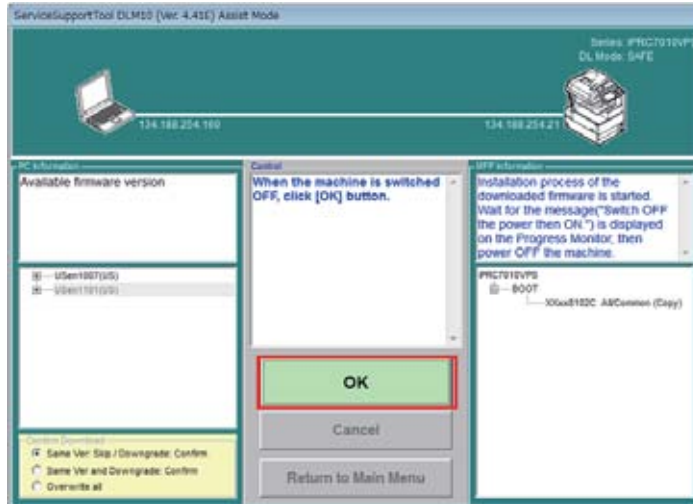 ServiceSupportTool DLM10 (Ver. 4.41E) Assist Mode
Series: iPRC7010VPS
DL Mode: SAFE
134.188.254.160
134.188.254.21
PC Information
Available firmware version
USen1007(US)
USen1101(US)
Confirm Download
Same Ver: Skip / Downgrade: Confirm
Same Ver and Downgrade: Confirm
Overwrite all
Control
When the machine is switched
OFF, click [OK] button.
OK
Cancel
Return to Main Menu
MFP Information
Installation process of the
downloaded firmware is started.
Wait for the message("Switch OFF
the power then ON.") is displayed
on the Progress Monitor, then
power OFF the machine.
iPRC7010VPS
BOOT
All/Common (Copy)